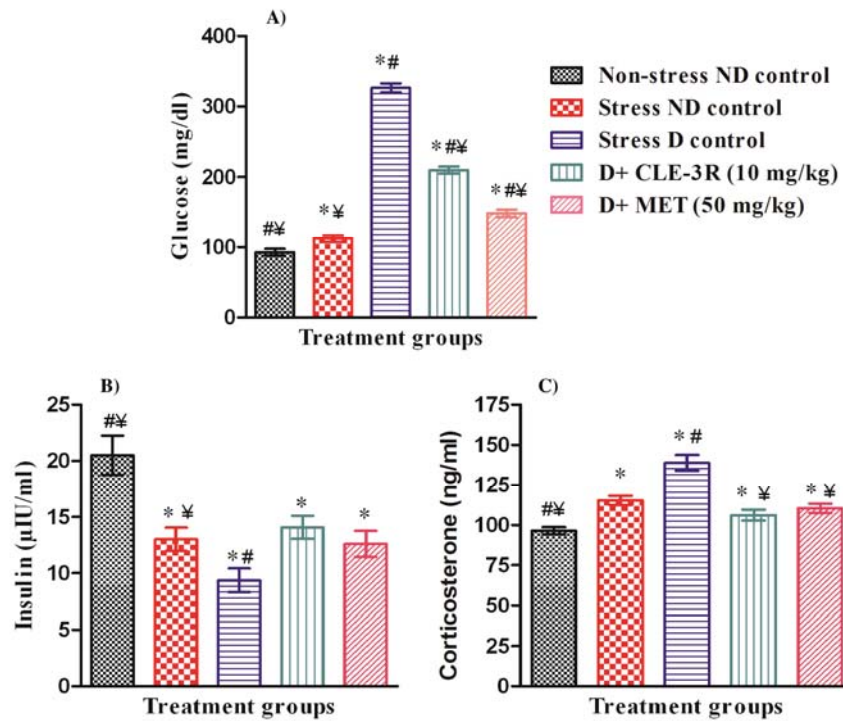 A)
400
300
200
100
0
Glucose (mg/dl)
#¥
*¥
*#
*#¥
*#¥
Treatment groups
Non-stress ND control
Stress ND control
Stress D control
D+ CLE-3R (10 mg/kg)
D+ MET (50 mg/kg)
B)
25
20
15
10
5
0
Insulin (µIU/ml)
#¥
* ¥
*#
*
*
Treatment groups
C)
175
150
125
100
75
50
25
0
Corticosterone (ng/ml)
#¥
*
* #
* ¥
* ¥
Treatment groups